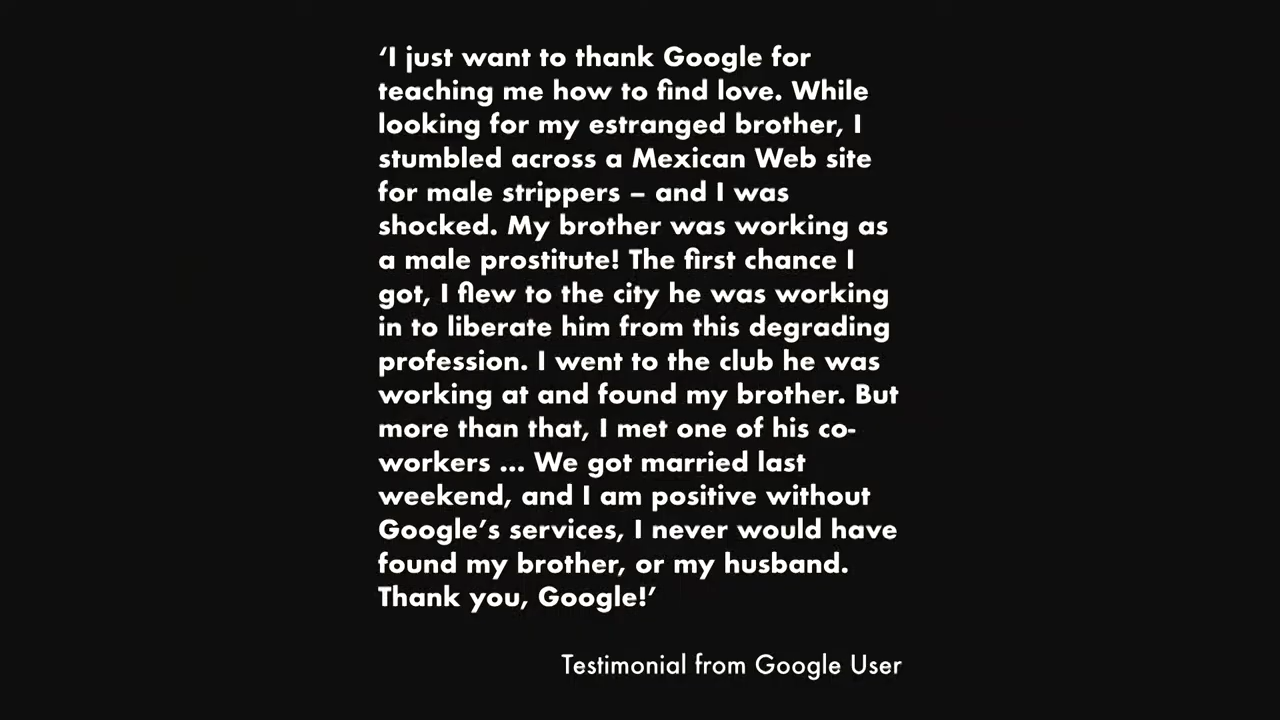 ‘I just want to thank Google for
teaching me how to find love. While
looking for my estranged brother, I
stumbled across a Mexican Web site
for male strippers – and I was
shocked. My brother was working as
a male prostitute! The first chance I
got, I flew to the city he was working
in to liberate him from this degrading
profession. I went to the club he was
working at and found my brother. But
more than that, I met one of his co-
workers ... We got married last
weekend, and I am positive without
Google’s services, I never would have
found my brother, or my husband.
Thank you, Google!’
Testimonial from Google User